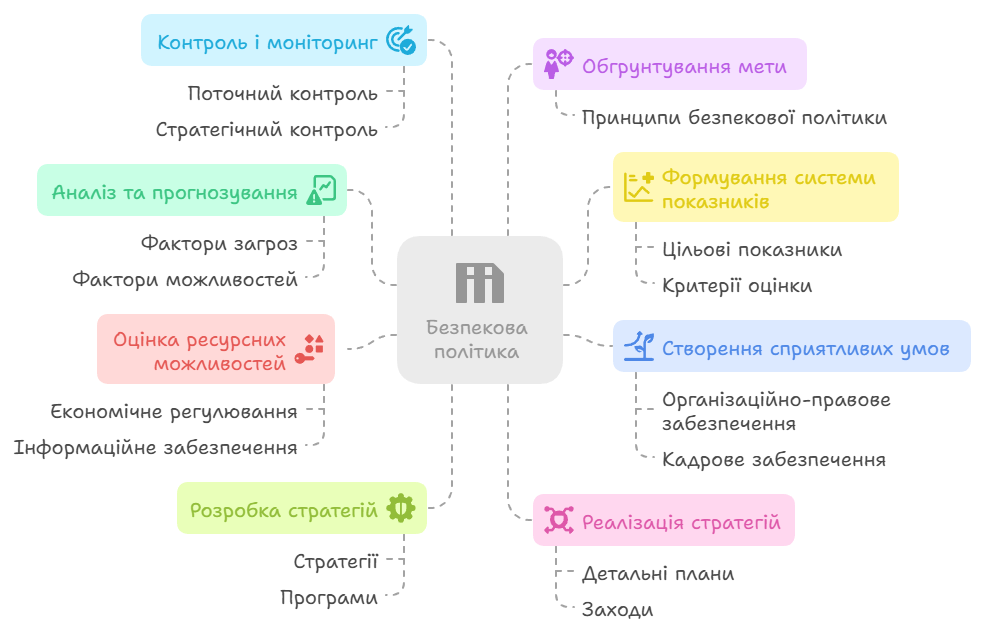 Контроль і моніторинг
Поточний контроль
Стратегічний контроль
Аналіз та прогнозування
Фактори загроз
Фактори можливостей
Оцінка ресурсних
можливостей
Економічне регулювання
Інформаційне забезпечення
Розробка стратегій
Стратегії
Програми
Безпекова
політика
Обгрунтування мети
Принципи безпекової політики
Формування системи
показників
Цільові показники
Критерії оцінки
Створення сприятливих умов
Організаційно-правове
забезпечення
Кадрове забезпечення
Реалізація стратегій
Детальні плани
Заходи